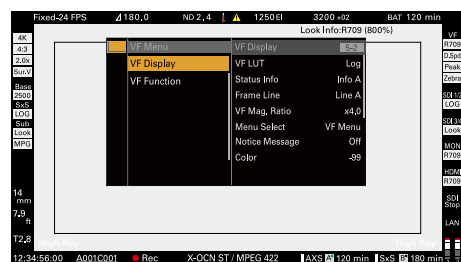 Fixed-24 FPS ⊿180,0 ND 2,4 1250EI 3200 +02 BAT 120 min
Look Info:R709 (800%)
4K
4:3
2.0x
Sur.V
Base
2500
SxS
LOG
Sub
Look
MPG
14
mm
7.9
ft
T2,8
VF Menu
VF Display
VF Function
VF Display 5-2
VF LUT Log
Status Info Info A
Frame Line Line A
VF Mag, Ratio x4,0
Menu Select VF Menu
Notice Message Off
Color -99
VF
R709
D.Spd
Peak
Zebra
SDI 1/2
LOG
SDI 3/4
Look
MON
R709
HDMI
R709
SDI
Stop
LAN
High Key High Key
12:34:56:00 A001C001 Rec X-OCN ST / MPEG 422 AXS A 120 min SxS B 180 min